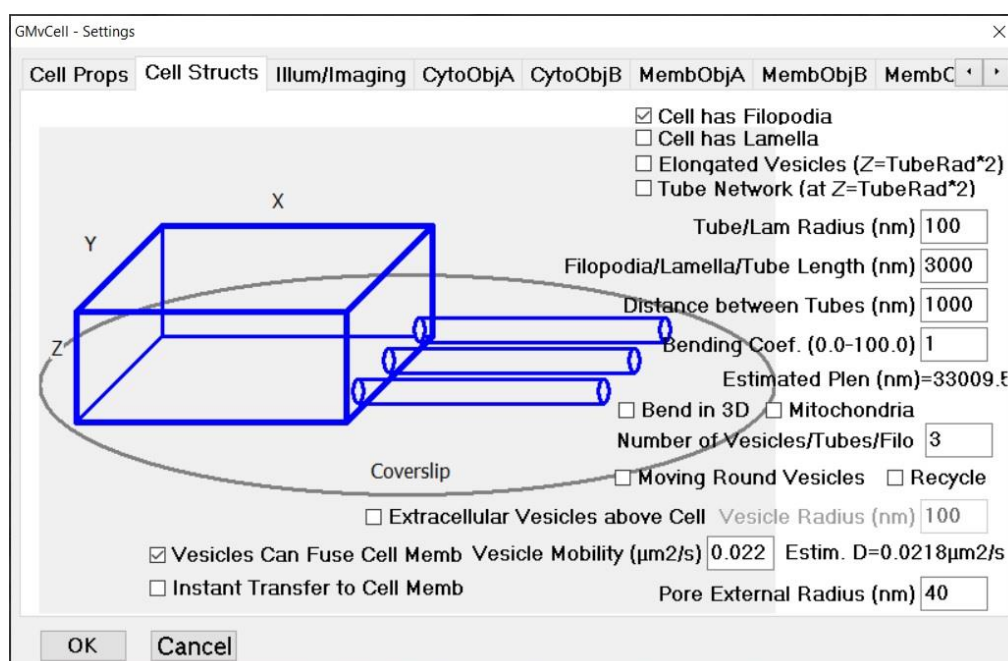 GMvCell - Settings
Cell Props Cell Structs Illum/Imaging CytoObjA CytoObjB MembObjA MembObjB MembC
Cell has Filopodia
Cell has Lamella
Elongated Vesicles (Z=TubeRad*2)
Tube Network (at Z=TubeRad*2)
X
Y
Z
Tube/Lam Radius (nm) 100
Filopodia/Lamella/Tube Length (nm) 3000
Distance between Tubes (nm) 1000
Bending Coef. (0.0-100.0) 1
Estimated Plen (nm)=33009.5
Bend in 3D Mitochondria
Number of Vesicles/Tubes/Filo 3
Coverslip
Moving Round Vesicles Recycle
Extracellular Vesicles above Cell Vesicle Radius (nm) 100
Vesicles Can Fuse Cell Memb Vesicle Mobility (µm2/s) 0.022 Estim. D=0.0218µm2/s
Instant Transfer to Cell Memb
Pore External Radius (nm) 40
OK Cancel